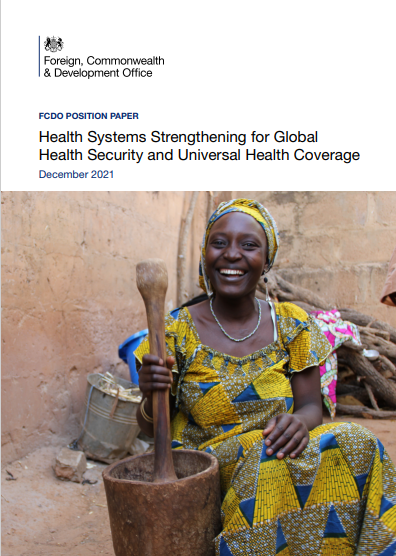 Foreign, Commonwealth
& Development Office
FCDO POSITION PAPER
Health Systems Strengthening for Global
Health Security and Universal Health Coverage
December 2021